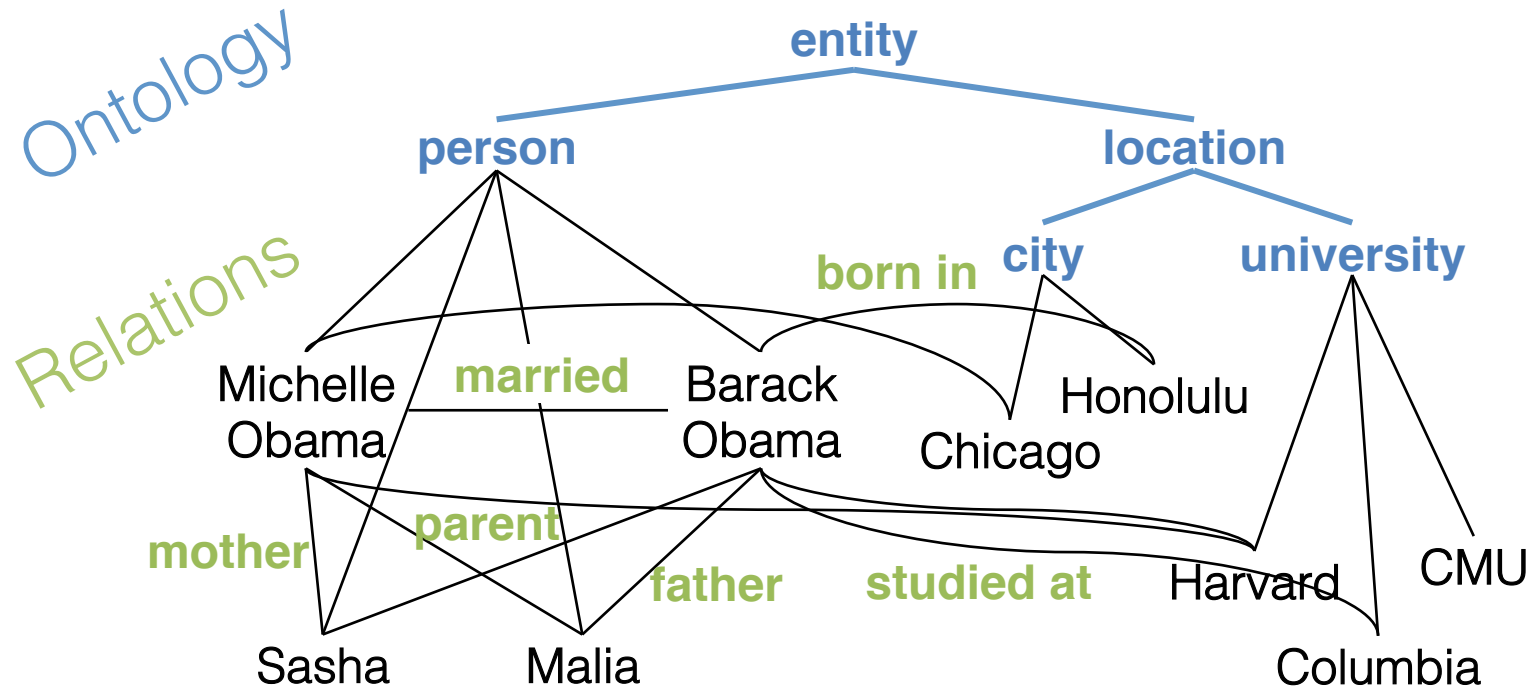 Ontology
entity
person
location
Relations
born in
city
university
Michelle
Obama
married
Barack
Obama
Honolulu
Chicago
mother
parent
father
studied at
Harvard
CMU
Sasha
Malia
Columbia